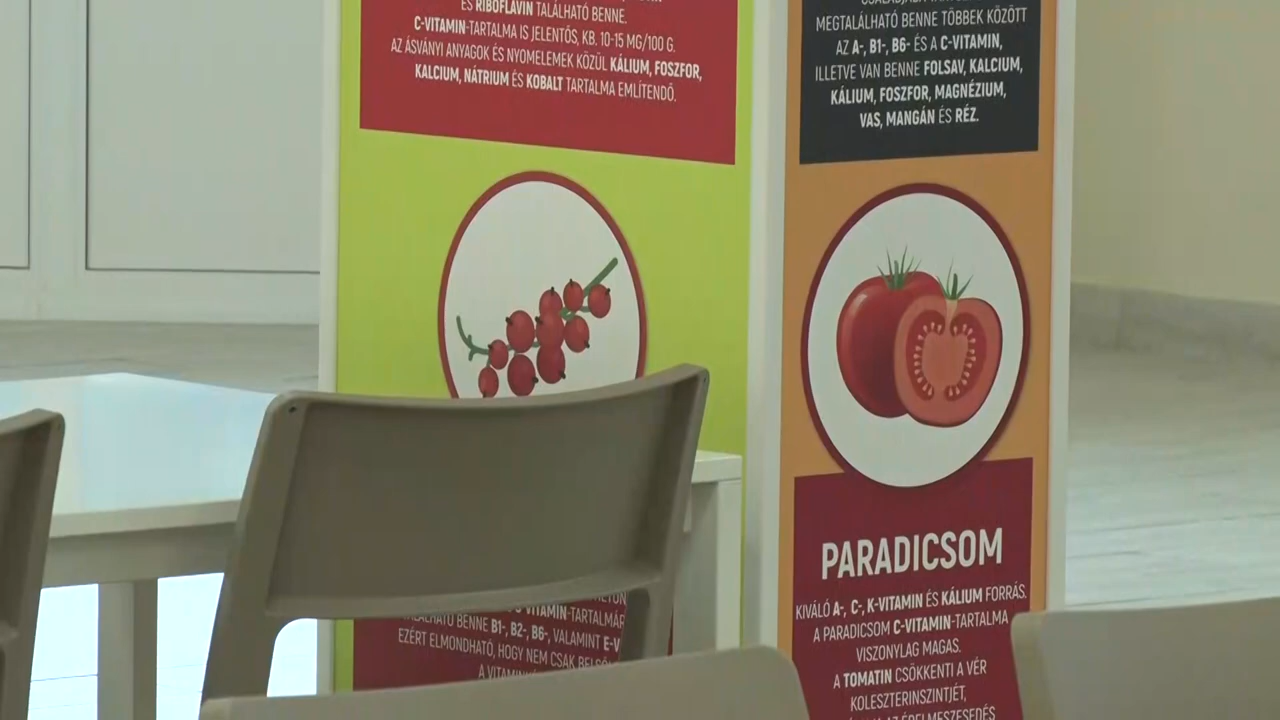 ÉS RIBOFLAVIN TALÁLHATÓ BENNE.
C-VITAMIN-TARTALMA IS JELENTŐS, KB. 10-15 MG/100 G.
AZ ÁSVÁNYI ANYAGOK ÉS NYOMELEMEK KÖZÜL KÁLIUM, FOSZFOR,
KALCIUM, NÁTRIUM ÉS KOBALT TARTALMA EMLÍTENDŐ.
VITAMIN-TARTALMÁR
BENNE B1-, B2-, B6-, VALAMINT E-V
EZÉRT ELMONDHATÓ, HOGY NEM CSAK
A
MEGTALÁLHATÓ BENNE TÖBBEK KÖZÖTT
AZ A-, B1-, B6- ÉS A C-VITAMIN,
ILLETVE VAN BENNE FOLSAV, KALCIUM,
KÁLIUM, FOSZFOR, MAGNÉZIUM,
VAS, MANGÁN ÉS RÉZ.
PARADICSOM
KIVÁLÓ A-, C-, K-VITAMIN ÉS KÁLIUM FORRÁS.
A PARADICSOM C-VITAMIN-TARTALMA
VISZONYLAG MAGAS.
A TOMATIN CSÖKKENTI A VÉR
KOLESZTERINSZINTJÉT,
AZ ÉRELMESZESEDÉS